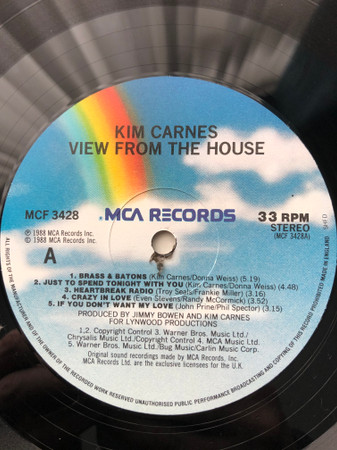 KIM CARNES
VIEW FROM THE HOUSE
MCF 3428
MCA RECORDS
33 RPM
STEREO
(MCF 3428A)
℗ 1988 MCA Records Inc.
© 1988 MCA Records, Inc.
A
1. BRASS & BATONS (Kim Carnes/Donna Weiss) (5.19)
2. JUST TO SPEND TONIGHT WITH YOU (Kim Carnes/Donna Weiss) (4.48)
3. HEARTBREAK RADIO (Troy Seals/Frankie Miller) (3.16)
4. CRAZY IN LOVE (Even Stevens/Randy McCormick) (3.52)
5. IF YOU DON'T WANT MY LOVE (John Prine/Phil Spector) (3.15)
PRODUCED BY JIMMY BOWEN AND KIM CARNES
FOR LYNWOOD PRODUCTIONS
1,2. Copyright Control 3. Warner Bros. Music Ltd./
Chrysalis Music Ltd./Copyright Control 4. MCA Music Ltd.
5. Warner Bros. Music Ltd./Bug Music/Carlin Music Corp.
Original sound recordings made by MCA Records Inc.
MCA Records Ltd. are the exclusive licensees for the U.K.
ALL RIGHTS OF THE MANUFACTURER AND OF THE OWNER OF THE RECORDED WORK RESERVED UNAUTHORISED PUBLIC PERFORMANCE BROADCASTING AND COPYING OF THIS RECORD PROHIBITED
MADE IN ENGLAND